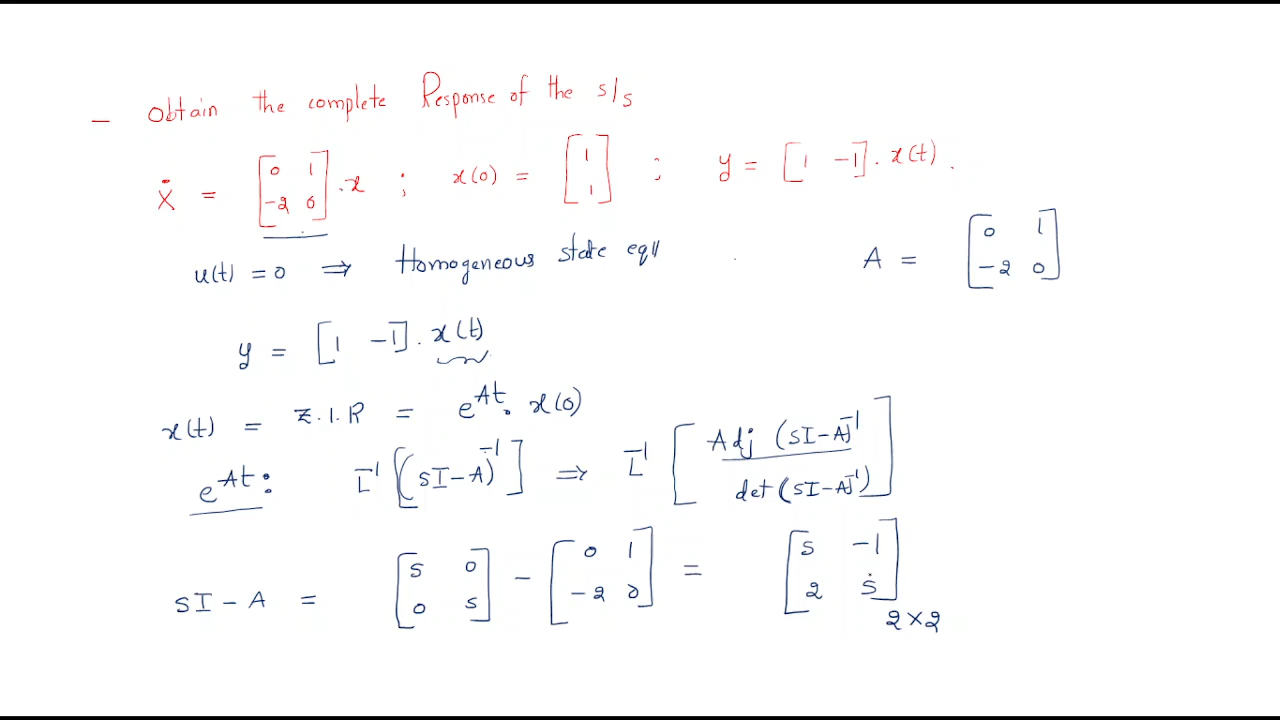 – Obtain the complete Response of the s/s
Ẋ = [0 1; -2 0] . x ; x(0) = [1; 1] ; y = [1 -1] . x(t) .
u(t) = 0 ⇒ Homogeneous state eqⁿ A = [0 1; -2 0]
y = [1 -1] . x(t)
x(t) = Z.I.R = e^At . x(0)
e^At : L^-1 [(SI-A)^-1] ⇒ L^-1 [Adj (SI-A)^-1 / det (SI-A)^-1]
SI - A = [s 0; 0 s] - [0 1; -2 0] = [s -1; 2 s] 2×2